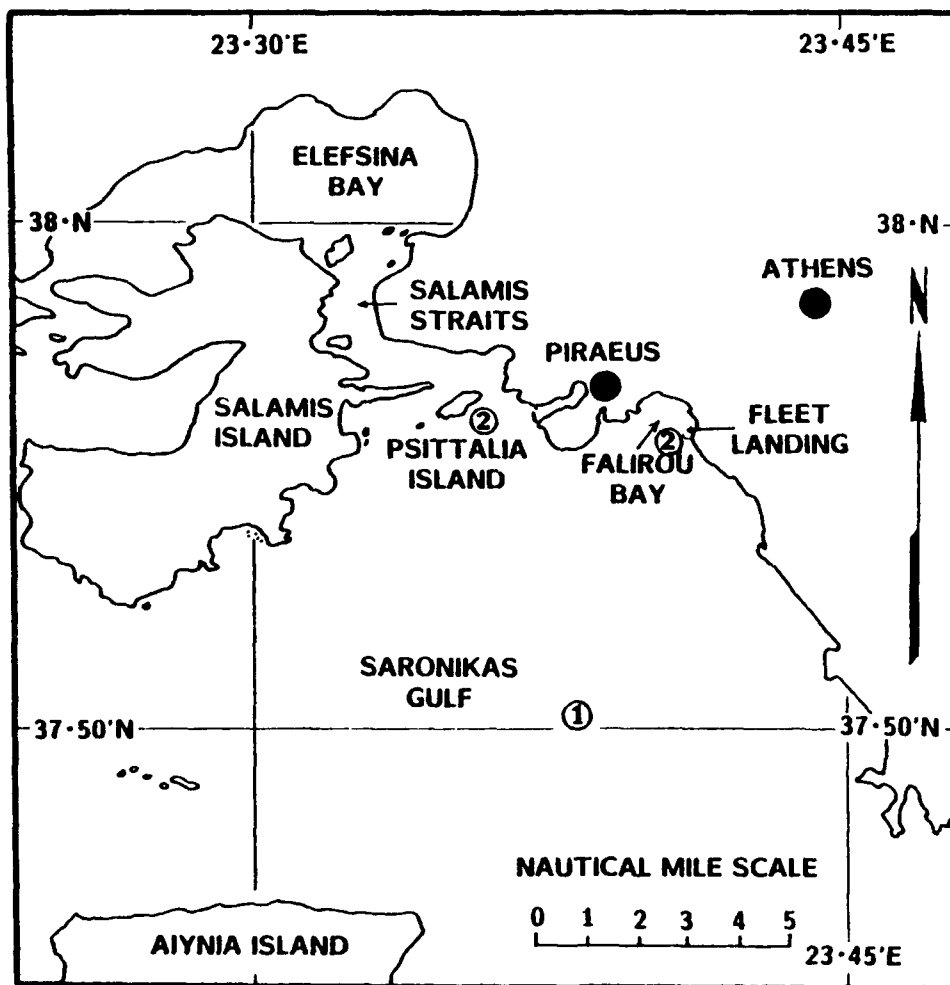 23·30'E
23·45'E
ELEFSINA
BAY
38·N
38·N
ATHENS
N
SALAMIS
STRAITS
PIRAEUS
SALAMIS
ISLAND
②
PSITTALIA
ISLAND
FLEET
LANDING
②
FALIROU
BAY
SARONIKAS
GULF
①
37·50'N
37·50'N
NAUTICAL MILE SCALE
0 1 2 3 4 5
AIYNIA ISLAND
23·45'E